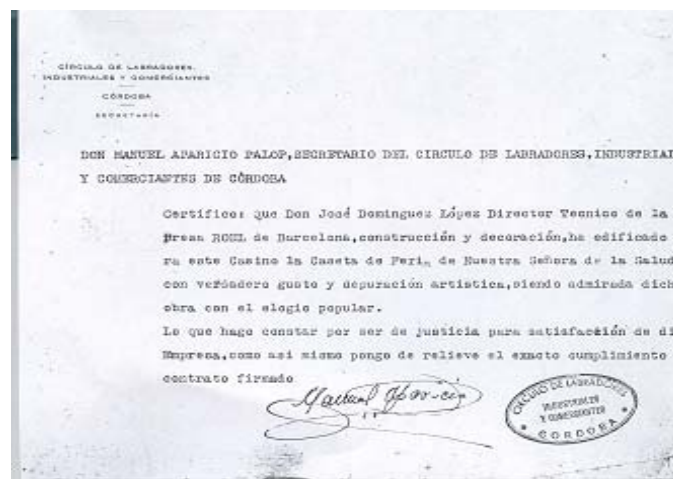 CÍRCULO DE LABRADORES,
INDUSTRIALES Y COMERCIANTES
CÓRDOBA
SECRETARÍA
DON MANUEL APARICIO PALOP,SECRETARIO DEL CIRCULO DE LABRADORES,INDUSTRIAL
Y COMERCIANTES DE CÓRDOBA
Certifico: Que Don José Dominguez López Director Tecnico de la
presa ROUL de Barcelona,construcción y decoración,ha edificado
ra este Casino la Caseta de Feria de Nuestra Señora de la Salud
con verdadero gusto y depuración artistica,siendo admirada dich
obra con el elogio popular.
Lo que hago constar por ser de justicia para satisfacción de di
Empresa,como asi mismo pongo de relieve el exacto cumplimiento
contrato firmado
Manuel Aparicio
CIRCULO DE LABRADORES
INDUSTRIALES
Y COMERCIANTES
CORDOBA